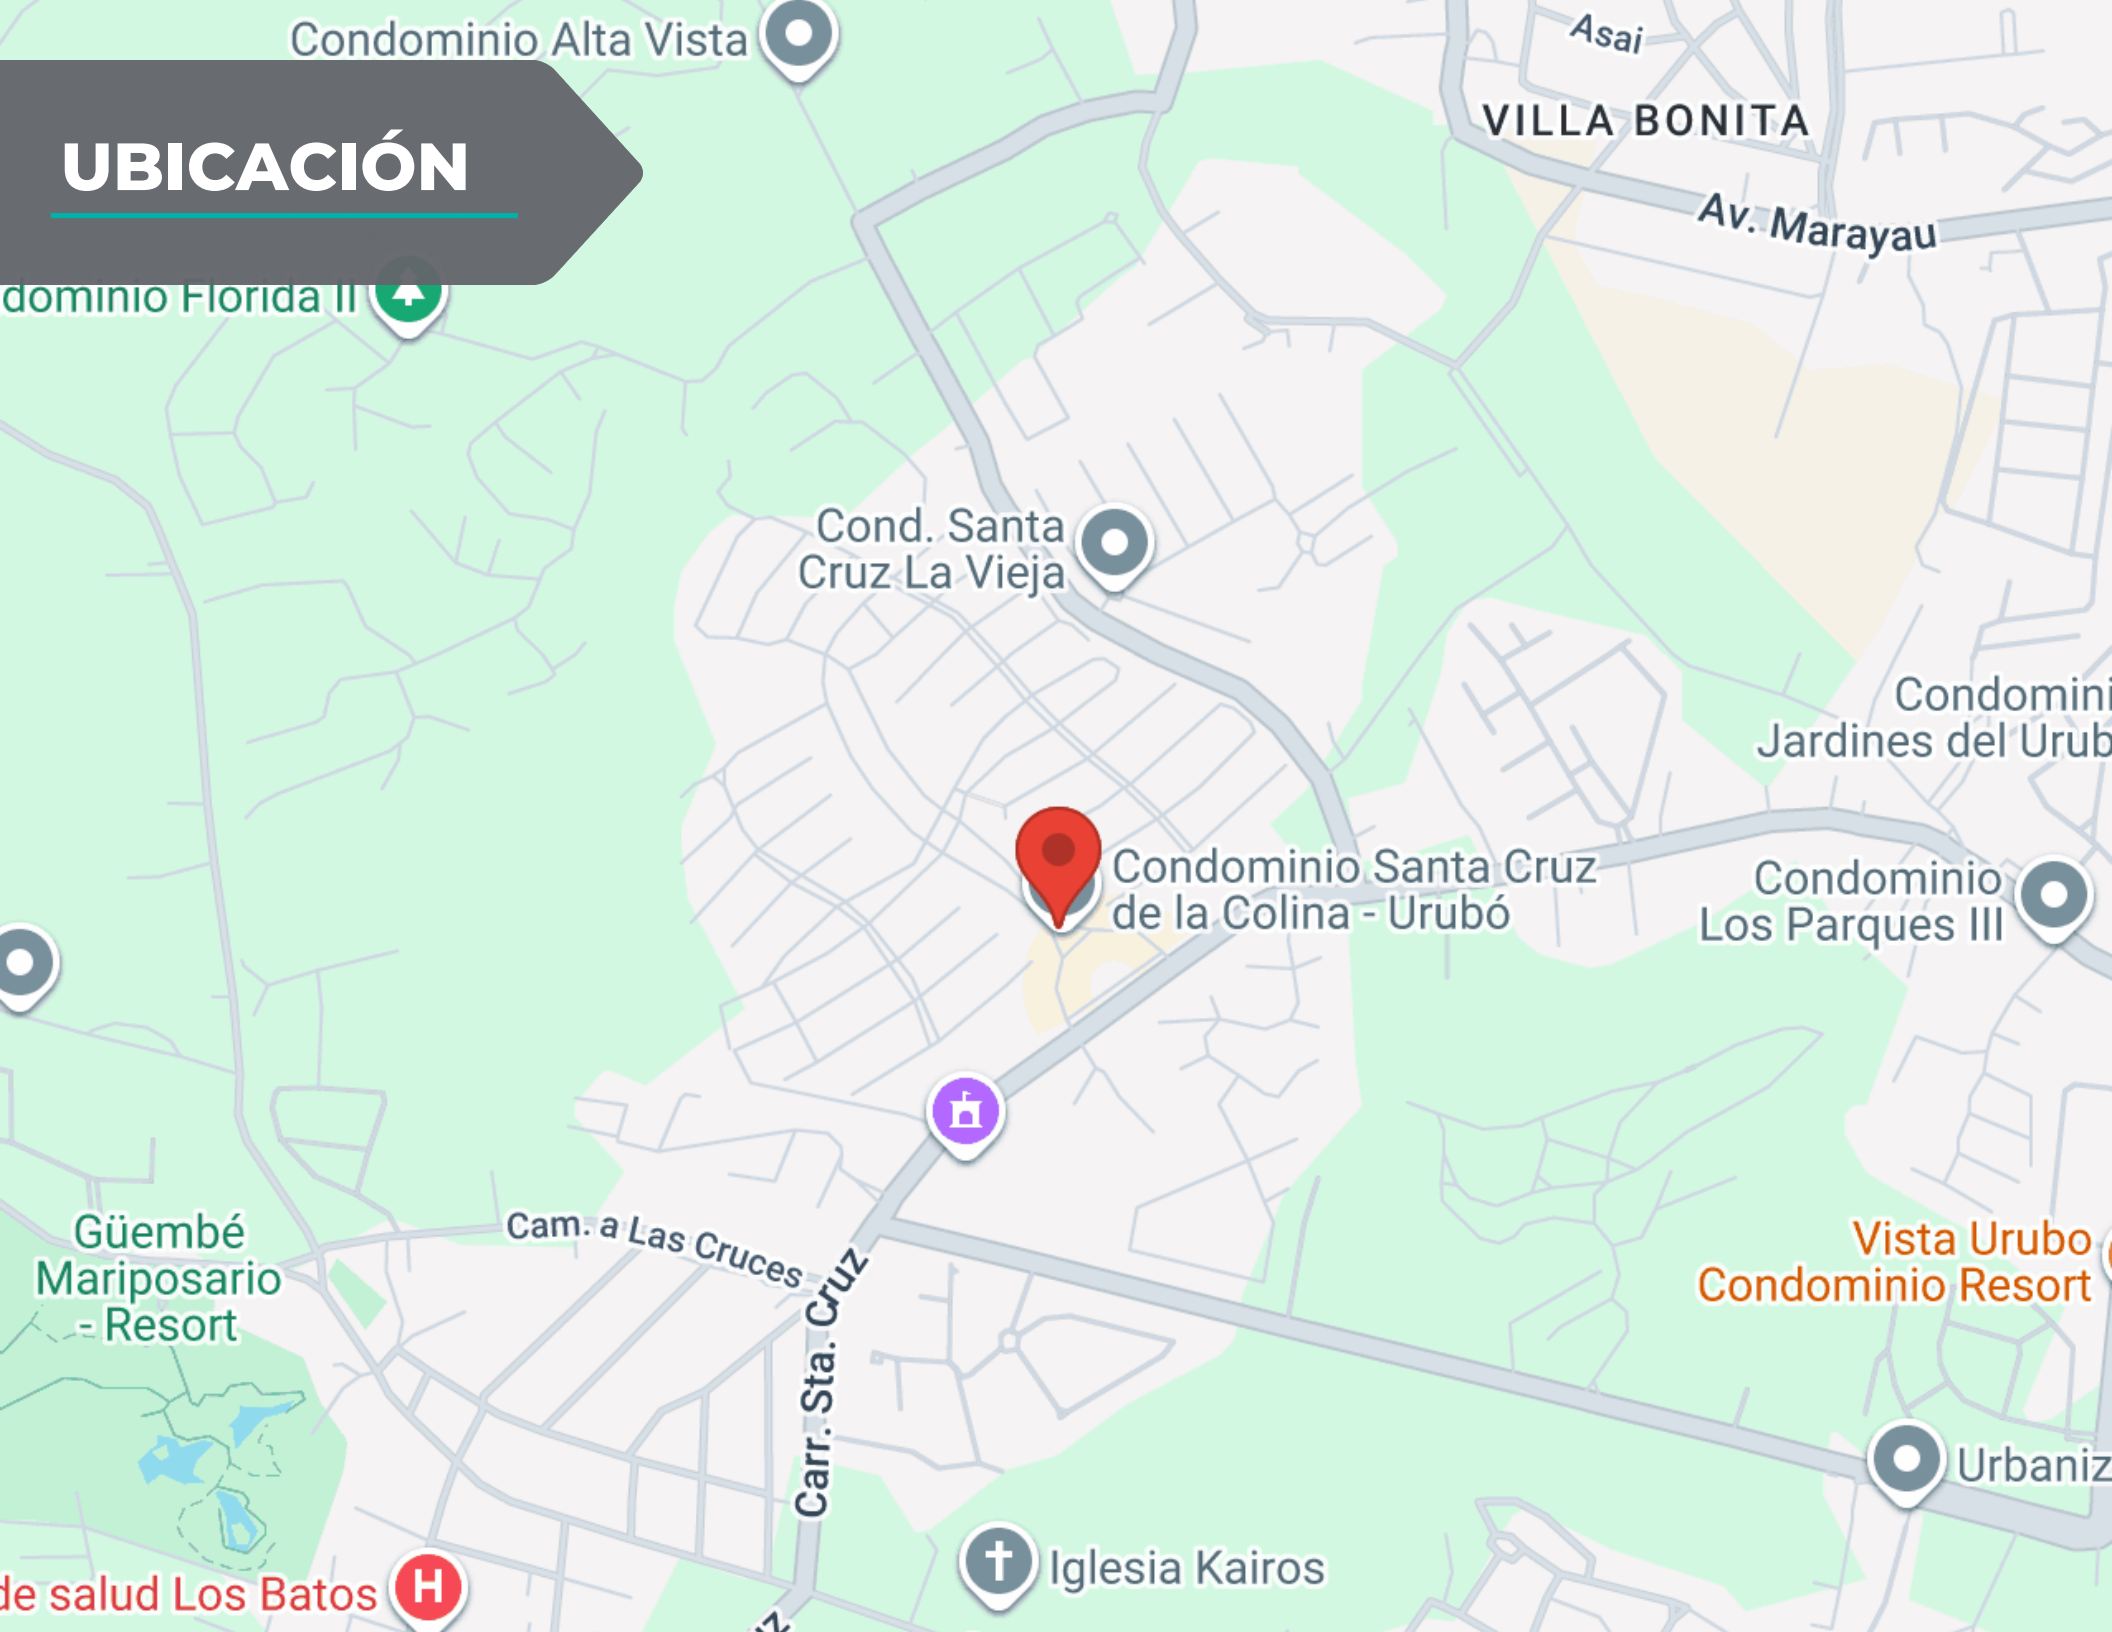 Condominio Alta Vista
Asai
VILLA BONITA
UBICACIÓN
Av. Marayau
dominio Florida II
Cond. Santa
Cruz La Vieja
Condomini
Jardines del Urub
Condominio Santa Cruz
de la Colina - Urubó
Condominio
Los Parques III
Güembé
Mariposario
- Resort
Cam. a Las Cruces
Carr. Sta. Cruz
Vista Urubo
Condominio Resort
Urbaniz
Iglesia Kairos
de salud Los Batos
H